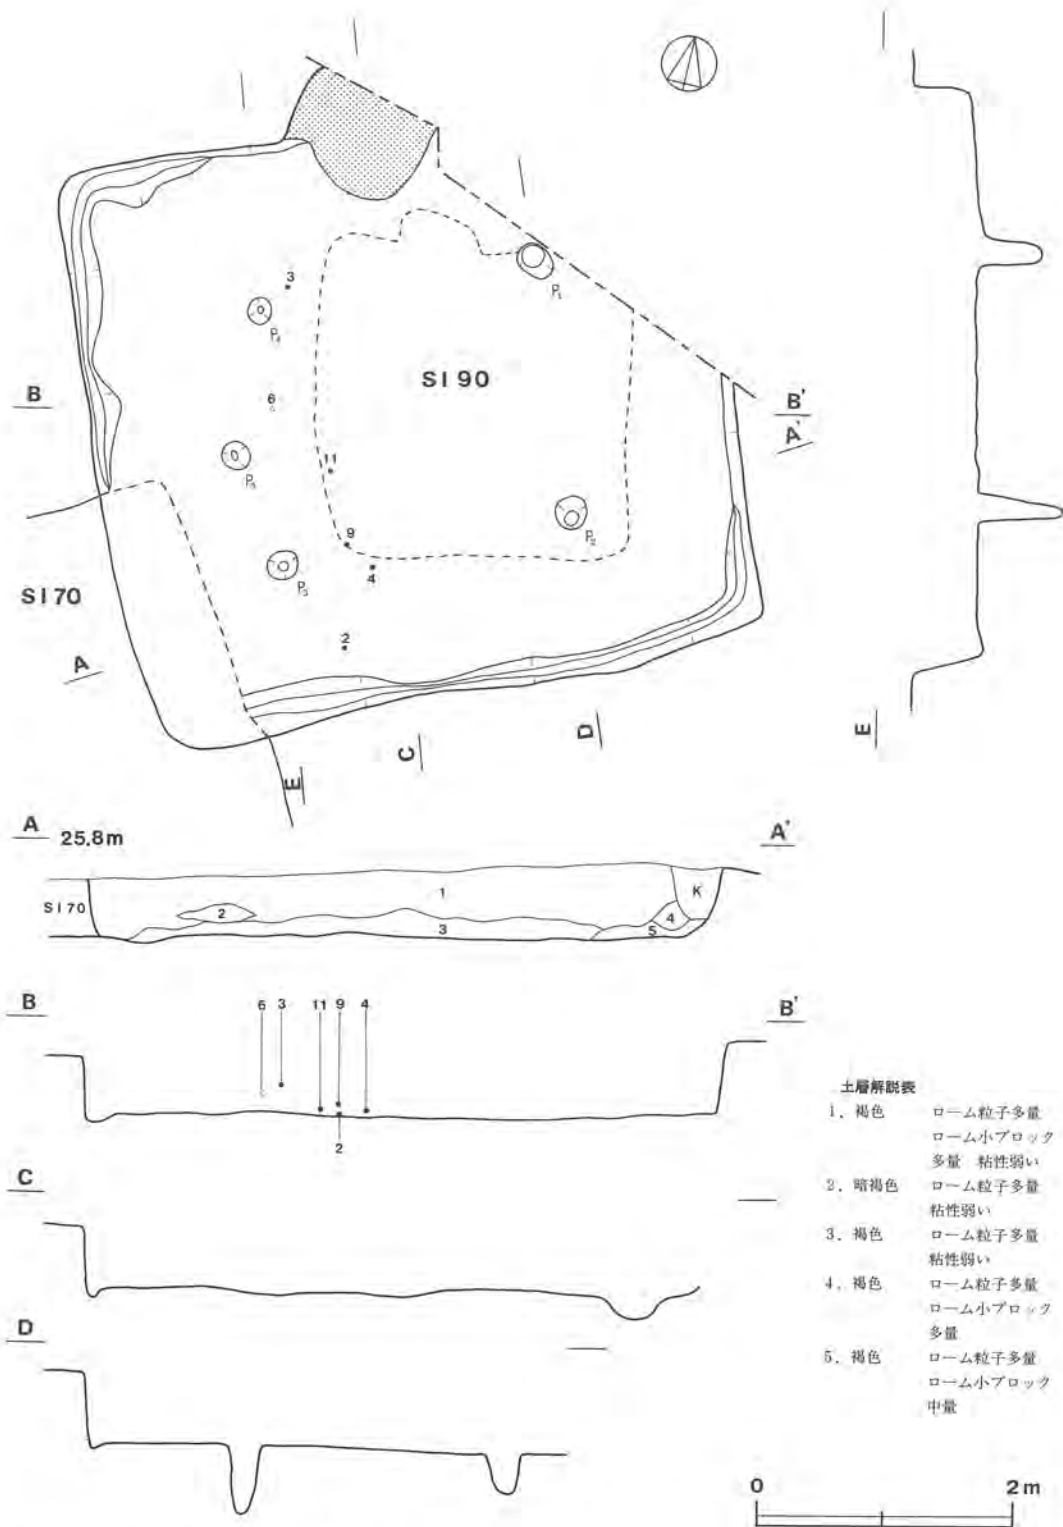 3
P₁
P₄
SI 90
B
6
B'
A'
P₅
11
9
4
P₂
P₃
SI 70
2
A
E
C
D
E
A 25.8m
A'
SI 70
1
K
2
4
3
5
B
6 3 11 9 4
B'
2
土層解説表
1. 褐色 ローム粒子多量
ローム小ブロック
多量 粘性弱い
2. 暗褐色 ローム粒子多量
粘性弱い
3. 褐色 ローム粒子多量
粘性弱い
4. 褐色 ローム粒子多量
ローム小ブロック
多量
5. 褐色 ローム粒子多量
ローム小ブロック
中量
C
D
0 2m